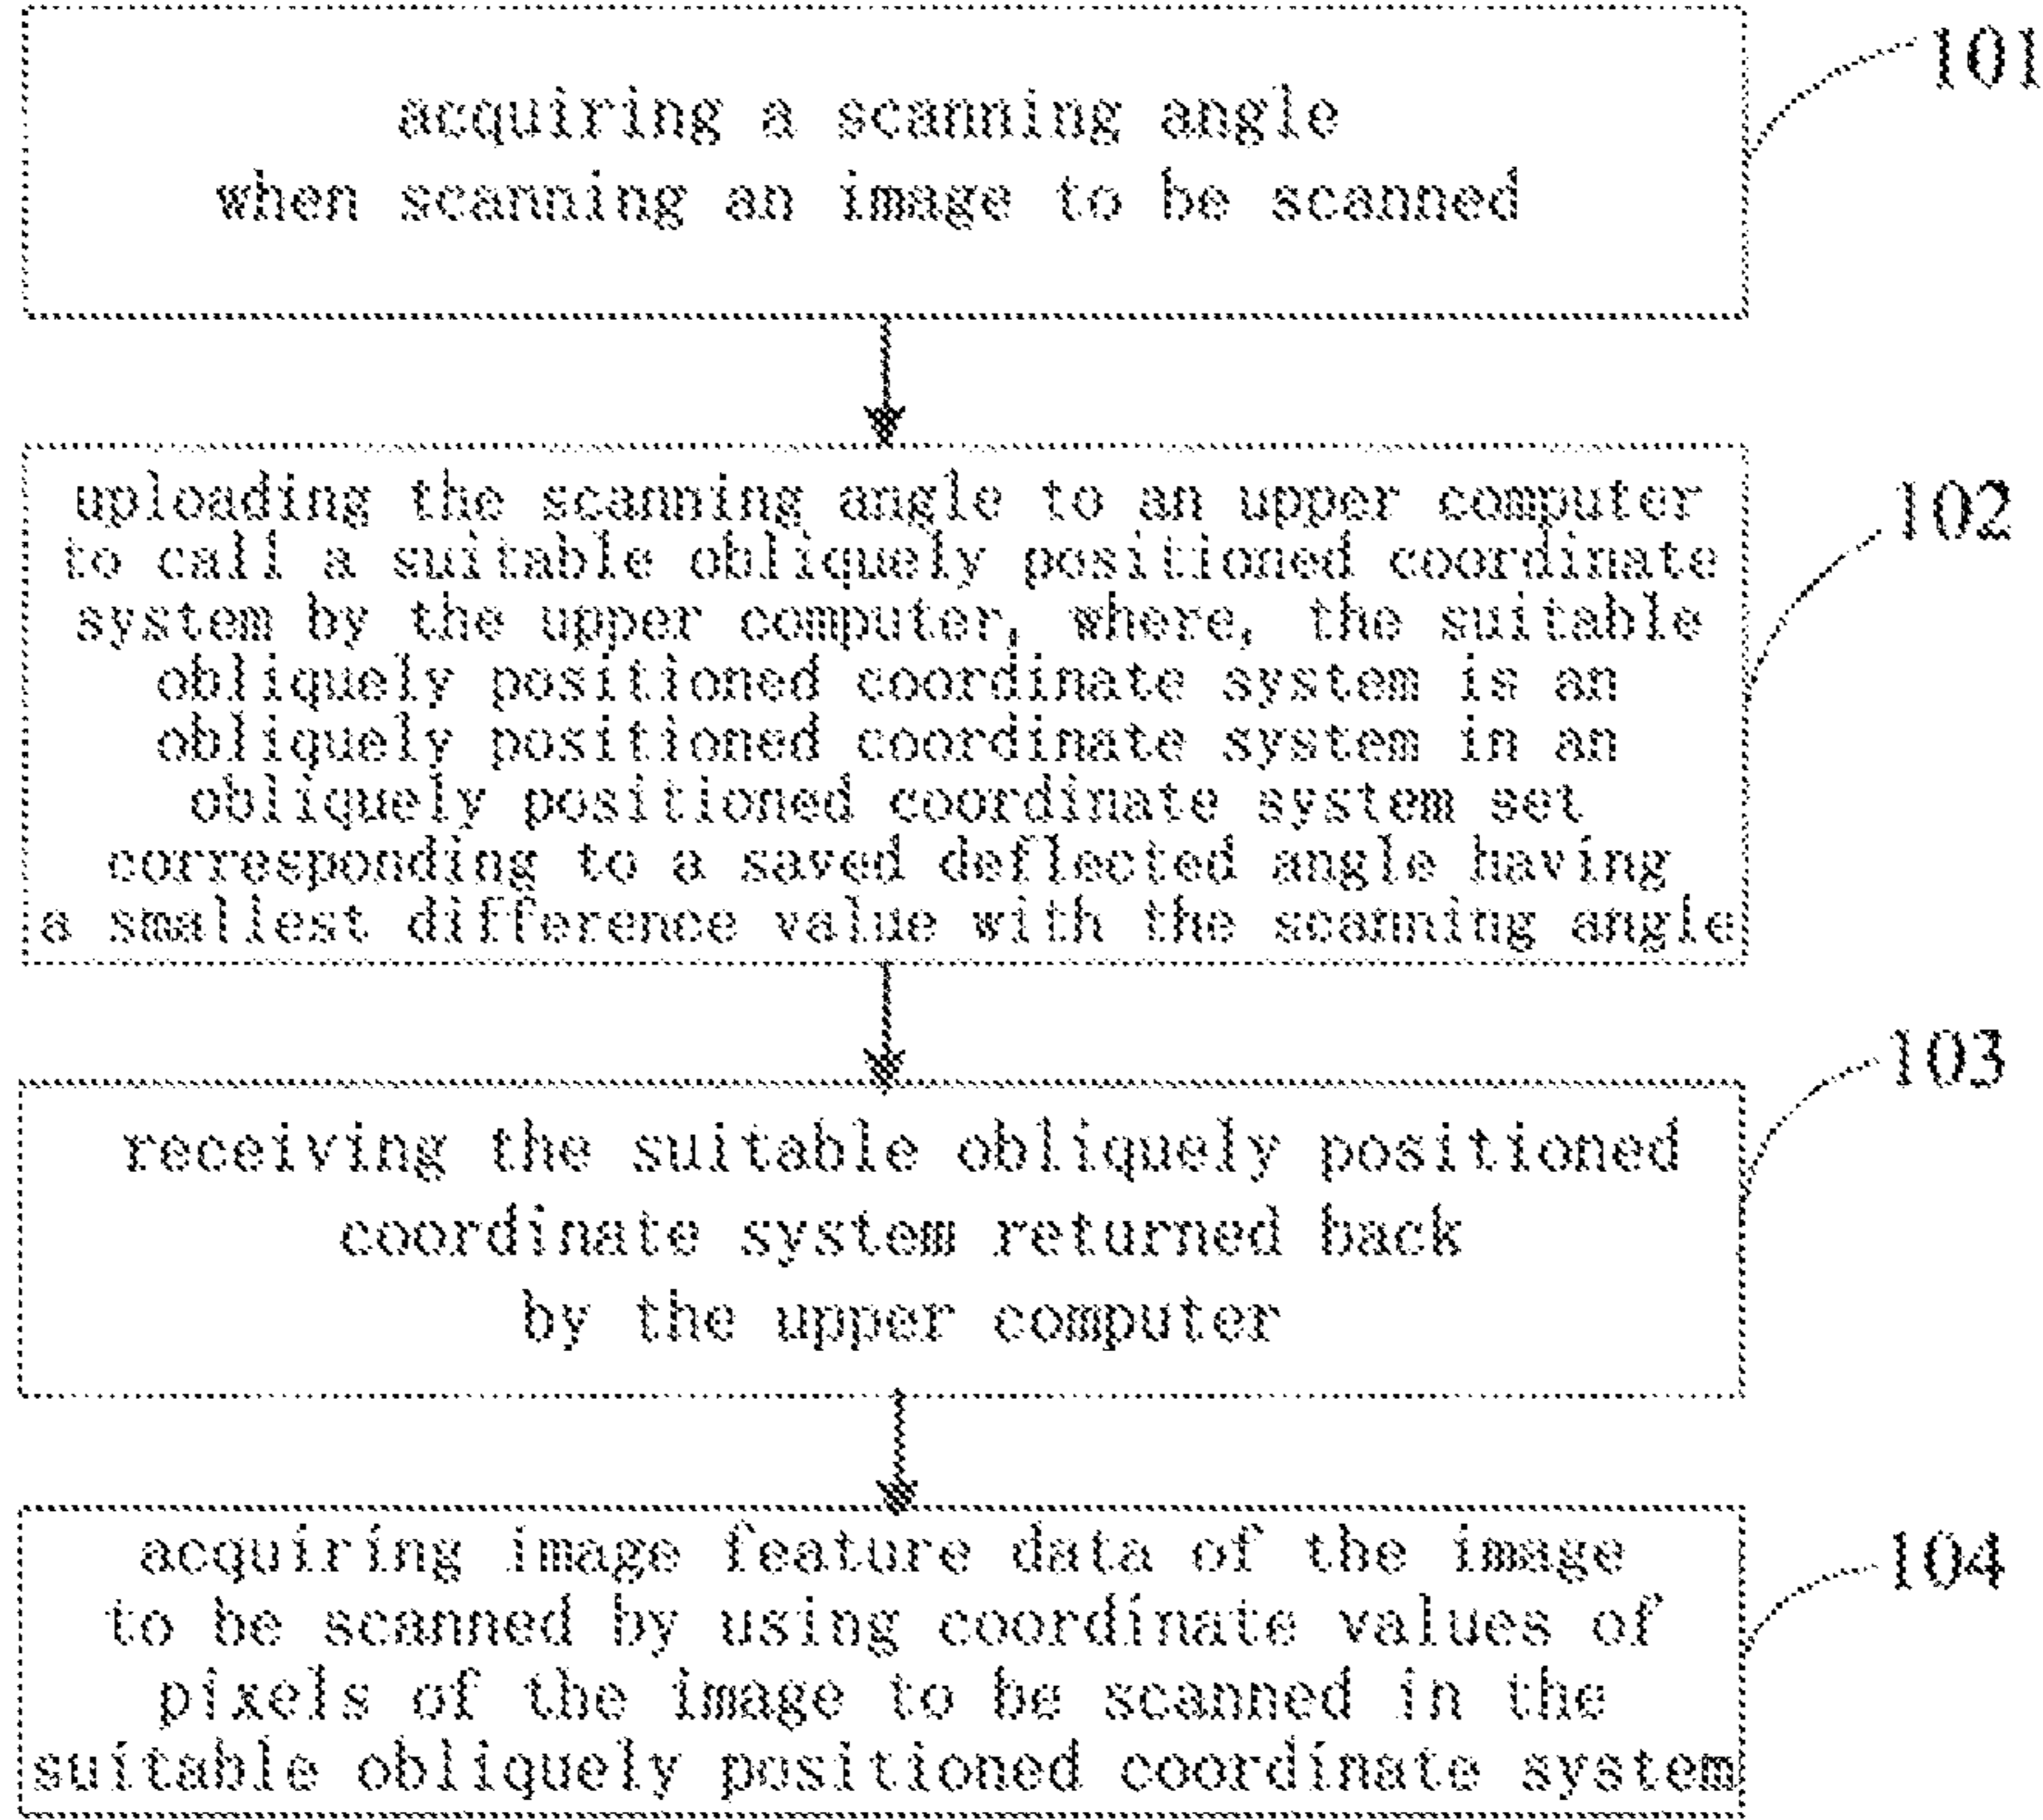 101
acquiring a scanning angle
when scanning an image to be scanned
102
uploading the scanning angle to an upper computer
to call a suitable obliquely positioned coordinate
system by the upper computer, where, the suitable
obliquely positioned coordinate system is an
obliquely positioned coordinate system in an
obliquely positioned coordinate system set
corresponding to a saved deflected angle having
a smallest difference value with the scanning angle
103
receiving the suitable obliquely positioned
coordinate system returned back
by the upper computer
104
acquiring image feature data of the image
to be scanned by using coordinate values of
pixels of the image to be scanned in the
suitable obliquely positioned coordinate system